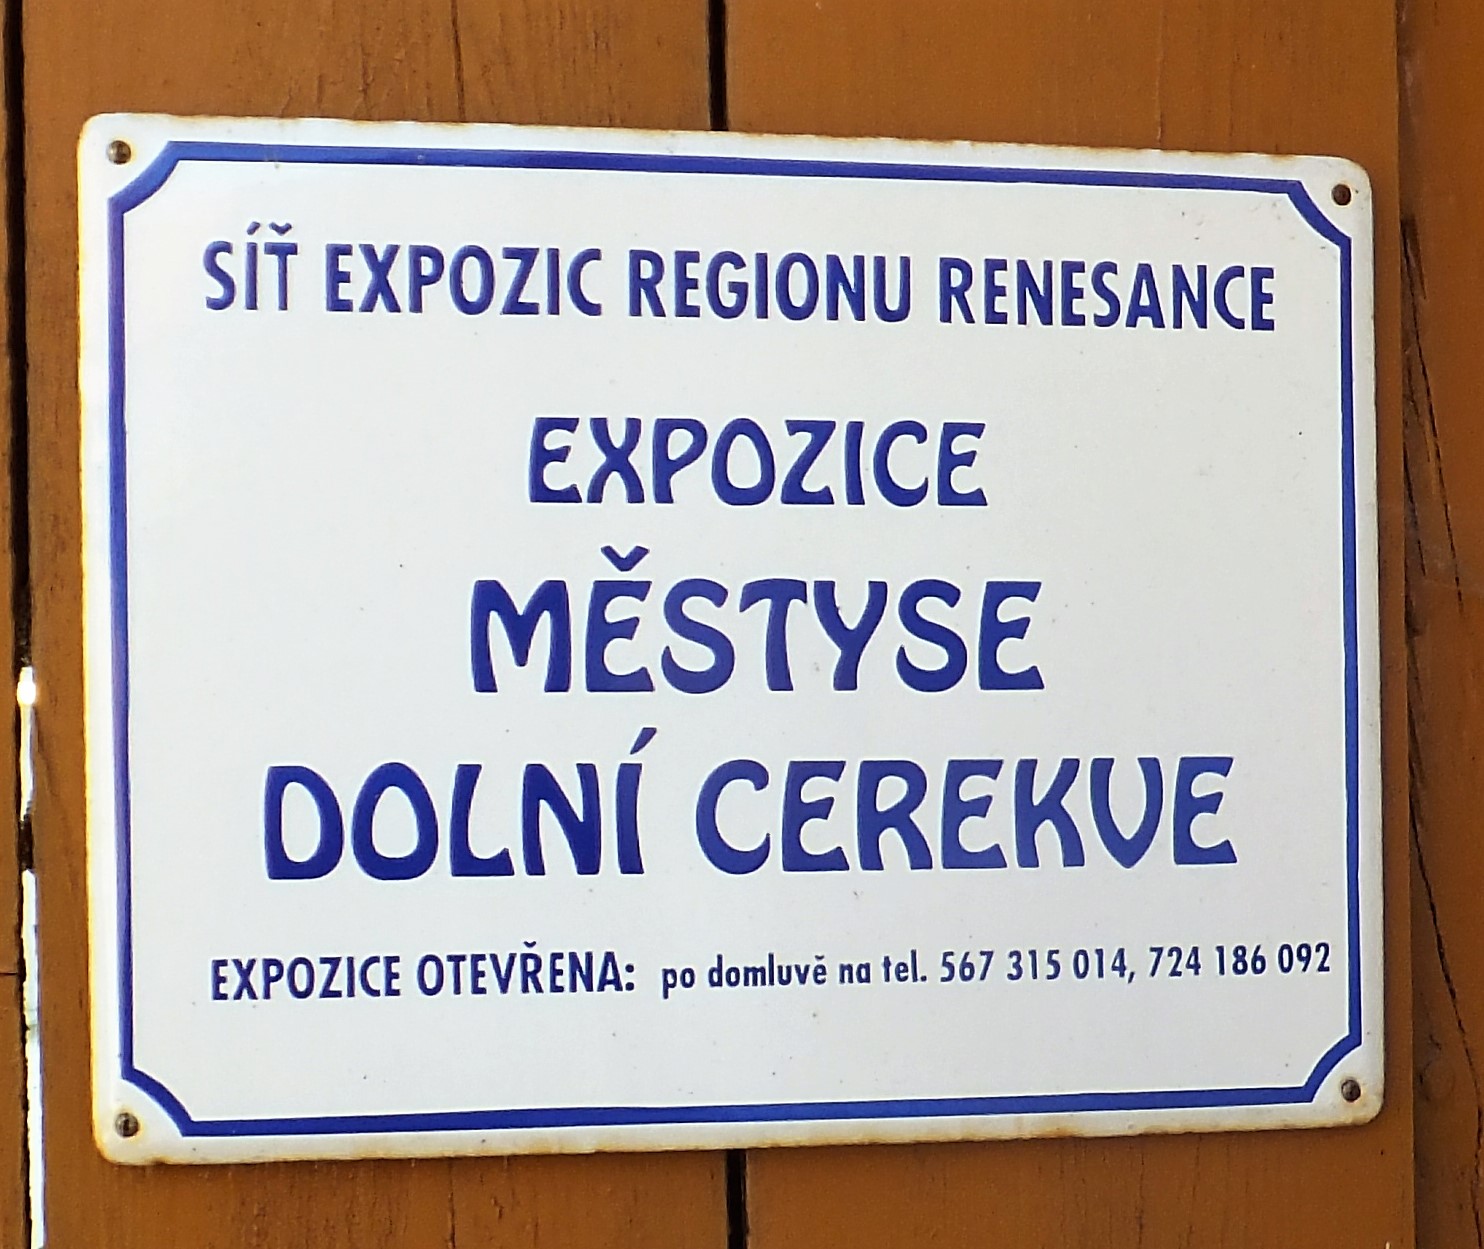 SÍŤ EXPOZIC REGIONU RENESANCE
EXPOZICE
MĚSTYSE
DOLNÍ CEREKVE
EXPOZICE OTEVŘENA: po domluvě na tel. 567 315 014, 724 186 092